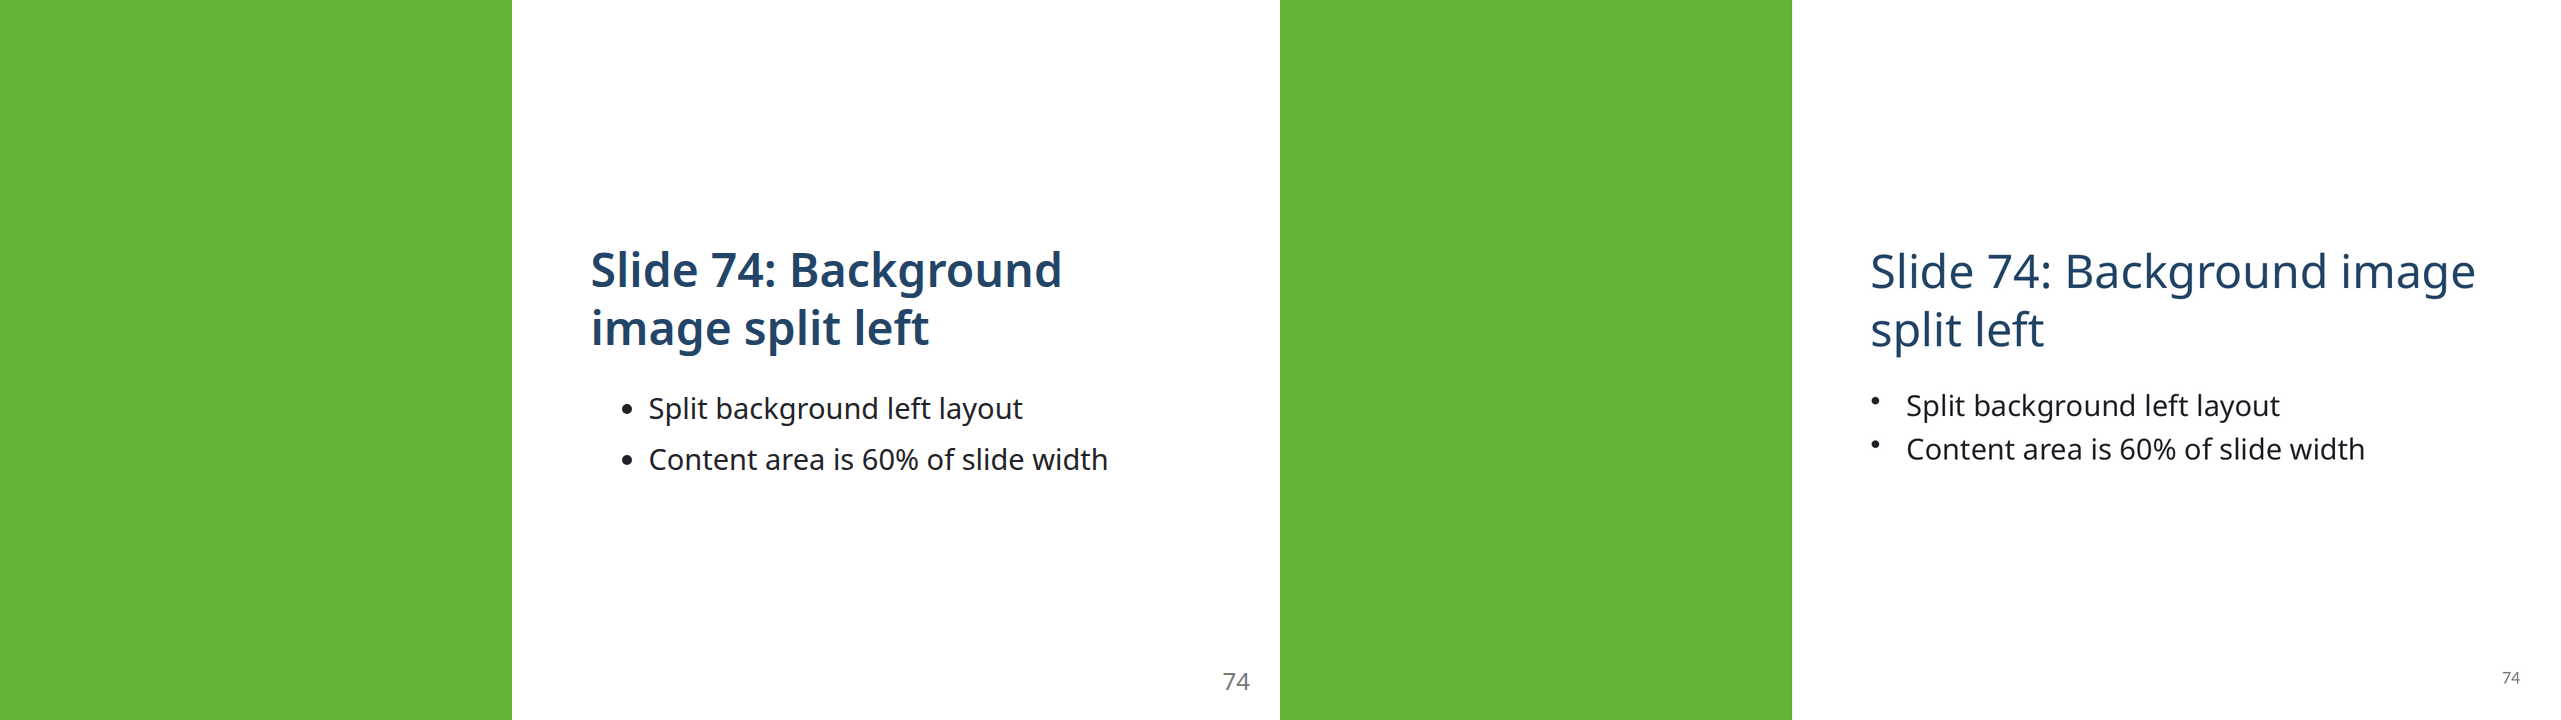 Slide 74: Background
image split left
• Split background left layout
• Content area is 60% of slide width
74
Slide 74: Background image
split left
• Split background left layout
• Content area is 60% of slide width
74